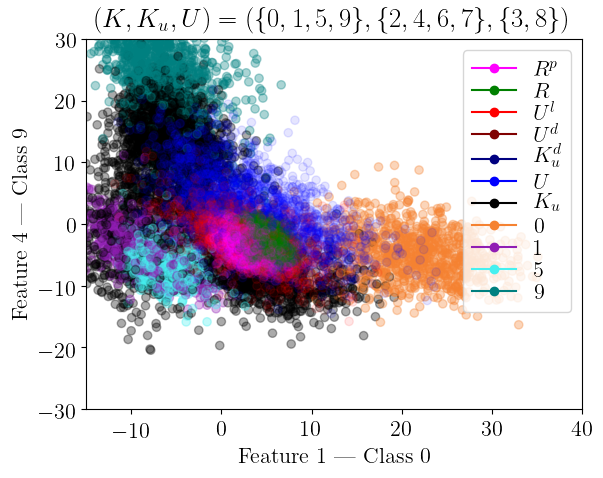 (K, K_u, U) = ({0, 1, 5, 9}, {2, 4, 6, 7}, {3, 8})
30
20
10
0
−10
−20
−30
Feature 4 — Class 9
R^p
R
U^l
U^d
K_u^d
U
K_u
0
1
5
9
−10
0
10
20
30
40
Feature 1 — Class 0